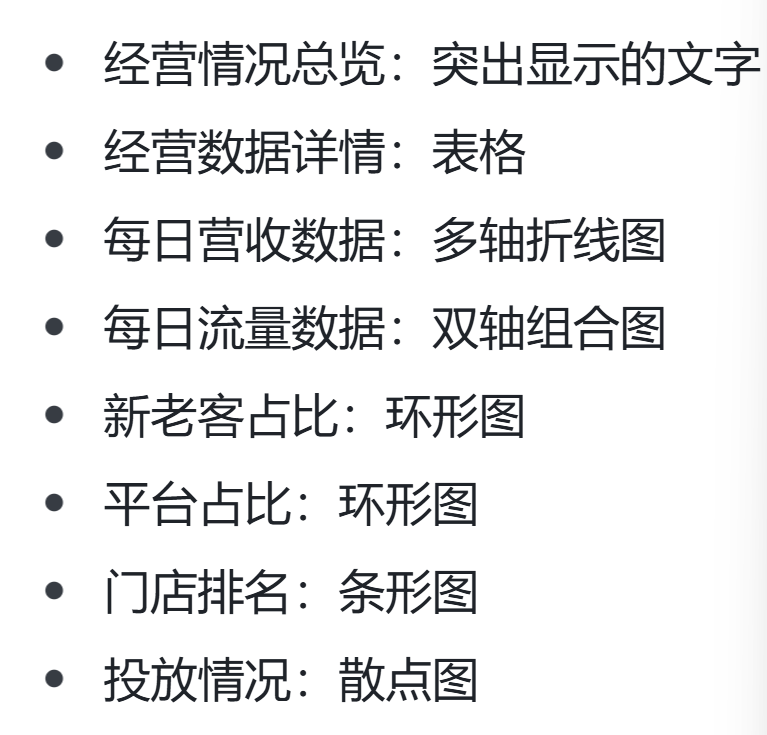 • 经营情况总览：突出显示的文字
• 经营数据详情：表格
• 每日营收数据：多轴折线图
• 每日流量数据：双轴组合图
• 新老客占比：环形图
• 平台占比：环形图
• 门店排名：条形图
• 投放情况：散点图